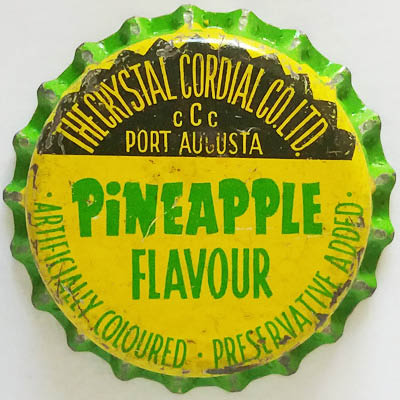 THE CRYSTAL CORDIAL CO. LTD.
cCc
PORT AUGUSTA
PiNEAPPLE
FLAVOUR
· ARTIFICIALLY COLOURED · PRESERVATIVE ADDED ·